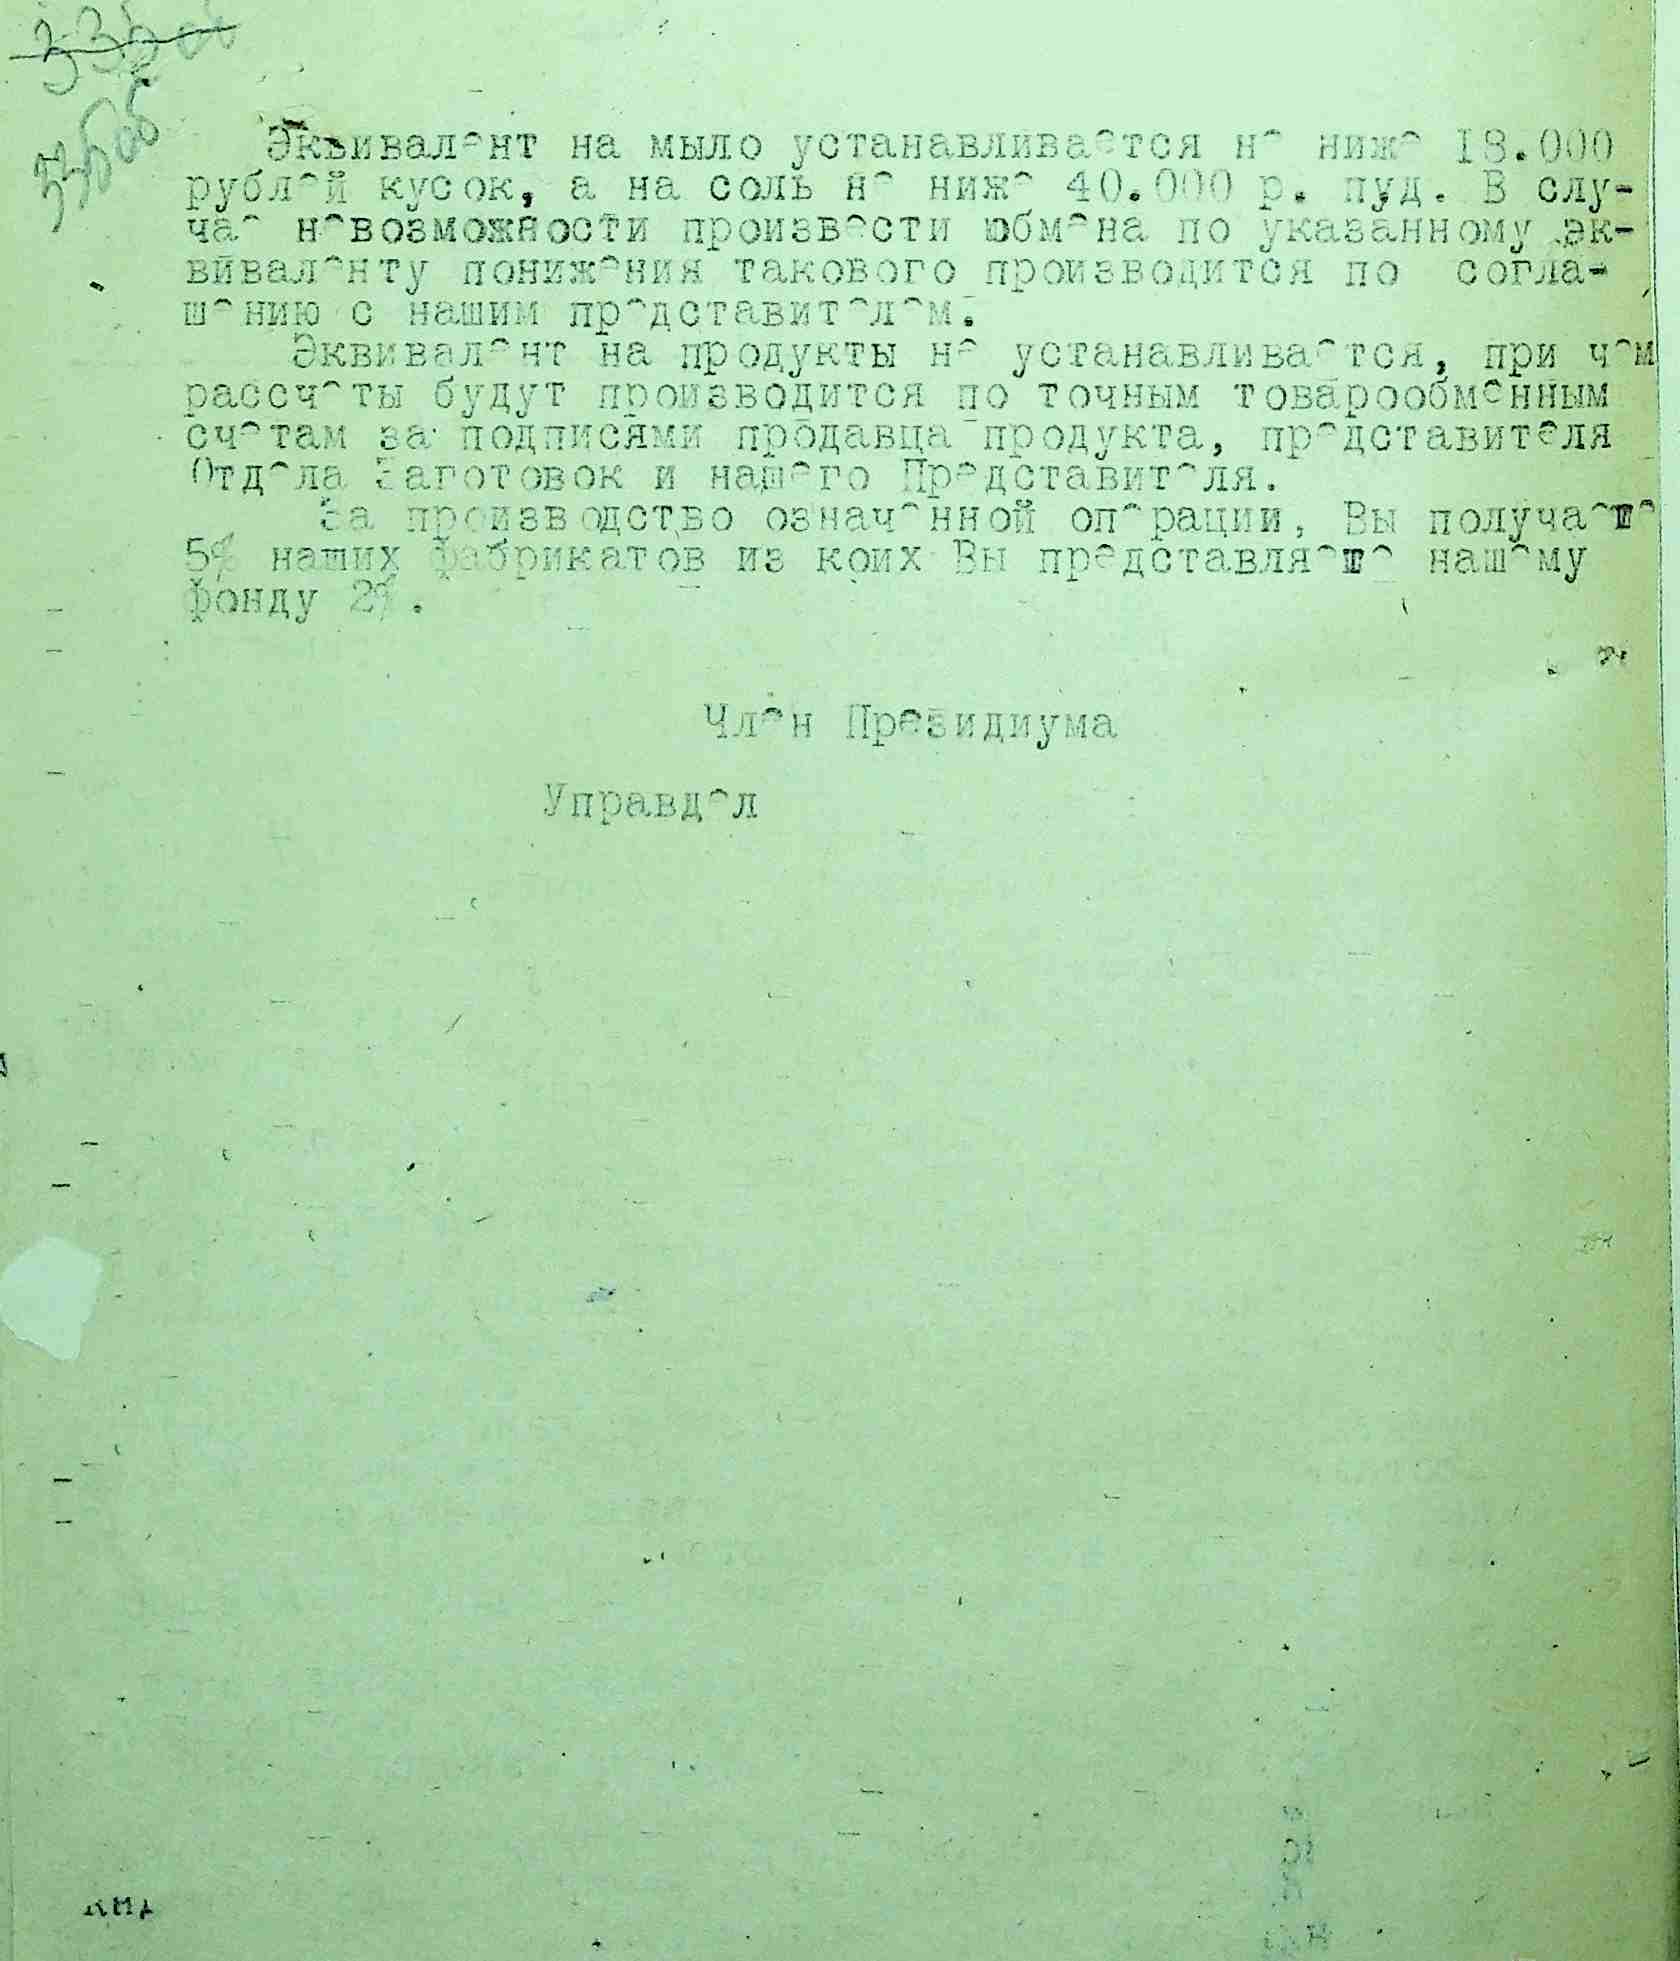 Эквивалент на мыло устанавливается не ниже 18.000
рублей кусок, а на соль не ниже 40.000 р. пуд. В слу-
чае невозможности произвести юбмена по указанному эк-
виваленту понижения такового производится по согла-
шению с нашим представителем.
Эквивалент на продукты не устанавливается, при чем
рассчеты будут производится по точным товарообменным
счетам за подписями продавца продукта, представителя
Отдела Заготовок и нашего Представителя.
За производство означенной операции, Вы получаете
5% наших фабрикатов из коих Вы представляете нашему
фонду 2%.
Член Президиума
Управдел